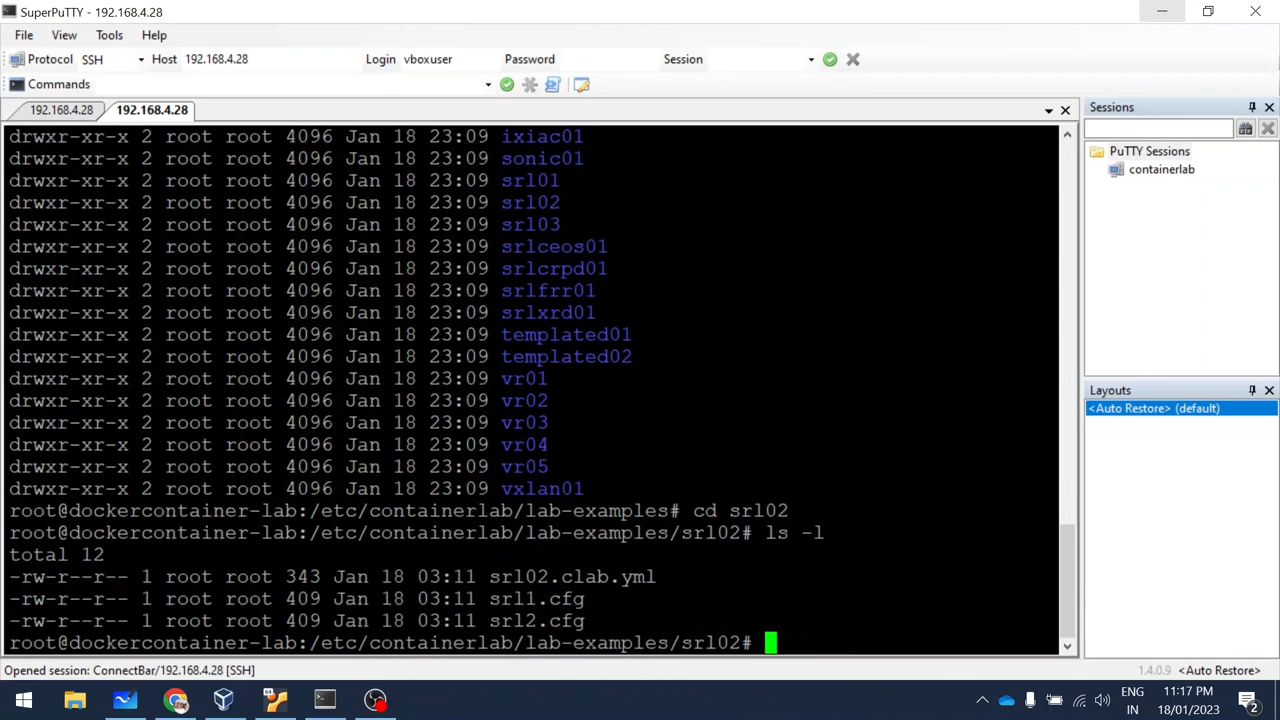 SuperPuTTY - 192.168.4.28
File View Tools Help
Protocol SSH Host 192.168.4.28 Login vboxuser Password Session
Commands
192.168.4.28 192.168.4.28
drwxr-xr-x 2 root root 4096 Jan 18 23:09 ixiac01
drwxr-xr-x 2 root root 4096 Jan 18 23:09 sonic01
drwxr-xr-x 2 root root 4096 Jan 18 23:09 srl01
drwxr-xr-x 2 root root 4096 Jan 18 23:09 srl02
drwxr-xr-x 2 root root 4096 Jan 18 23:09 srl03
drwxr-xr-x 2 root root 4096 Jan 18 23:09 srlceos01
drwxr-xr-x 2 root root 4096 Jan 18 23:09 srlcrpd01
drwxr-xr-x 2 root root 4096 Jan 18 23:09 srlfrr01
drwxr-xr-x 2 root root 4096 Jan 18 23:09 srlxrd01
drwxr-xr-x 2 root root 4096 Jan 18 23:09 templated01
drwxr-xr-x 2 root root 4096 Jan 18 23:09 templated02
drwxr-xr-x 2 root root 4096 Jan 18 23:09 vr01
drwxr-xr-x 2 root root 4096 Jan 18 23:09 vr02
drwxr-xr-x 2 root root 4096 Jan 18 23:09 vr03
drwxr-xr-x 2 root root 4096 Jan 18 23:09 vr04
drwxr-xr-x 2 root root 4096 Jan 18 23:09 vr05
drwxr-xr-x 2 root root 4096 Jan 18 23:09 vxlan01
root@dockercontainer-lab:/etc/containerlab/lab-examples# cd srl02
root@dockercontainer-lab:/etc/containerlab/lab-examples/srl02# ls -l
total 12
-rw-r--r-- 1 root root 343 Jan 18 03:11 srl02.clab.yml
-rw-r--r-- 1 root root 409 Jan 18 03:11 srl1.cfg
-rw-r--r-- 1 root root 409 Jan 18 03:11 srl2.cfg
root@dockercontainer-lab:/etc/containerlab/lab-examples/srl02#
Sessions
PuTTY Sessions
containerlab
Layouts
<Auto Restore> (default)
Opened session: ConnectBar/192.168.4.28 [SSH]
1.4.0.9 <Auto Restore>
64
ENG
IN
11:17 PM
18/01/2023
2